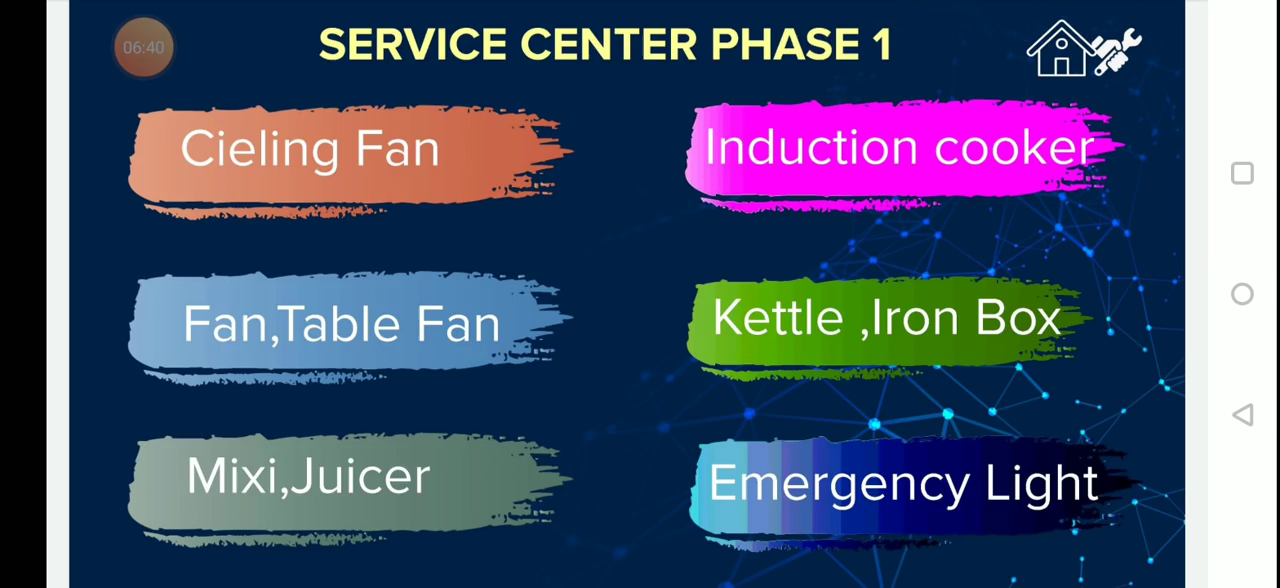 06:40
SERVICE CENTER PHASE 1
Cieling Fan
Induction cooker
Fan,Table Fan
Kettle ,Iron Box
Mixi,Juicer
Emergency Light